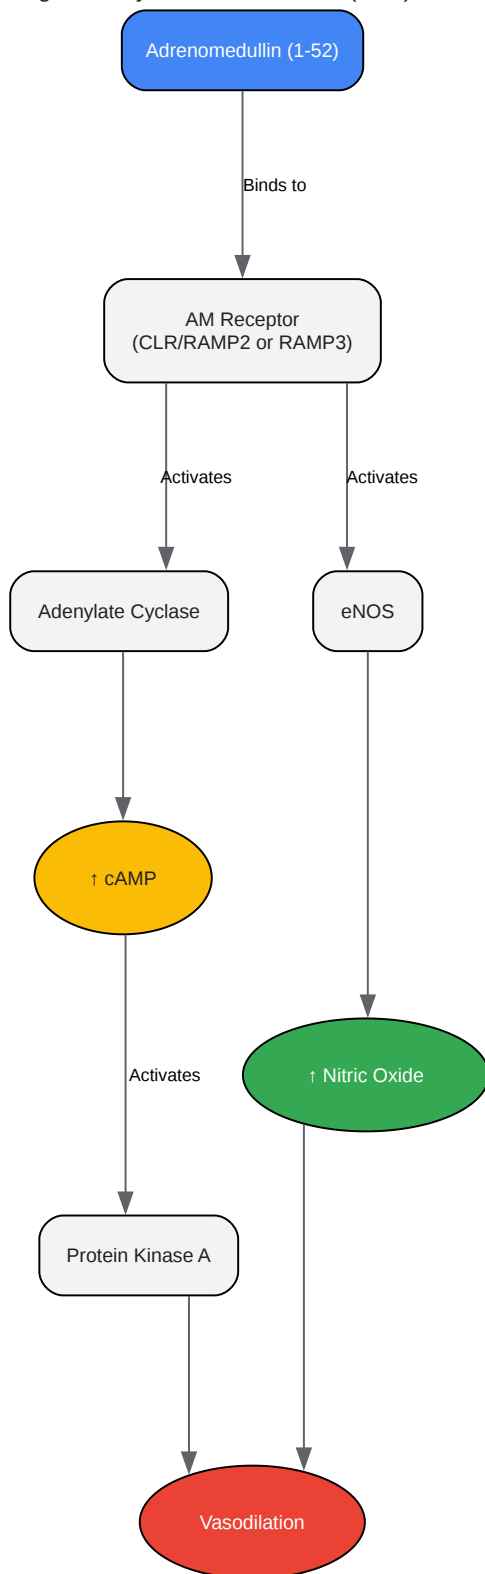 Adrenomedullin (1-52)
Binds to
AM Receptor
(CLR/RAMP2 or RAMP3)
Activates
Activates
Adenylate Cyclase
eNOS
↑ cAMP
Activates
↑ Nitric Oxide
Protein Kinase A
Vasodilation